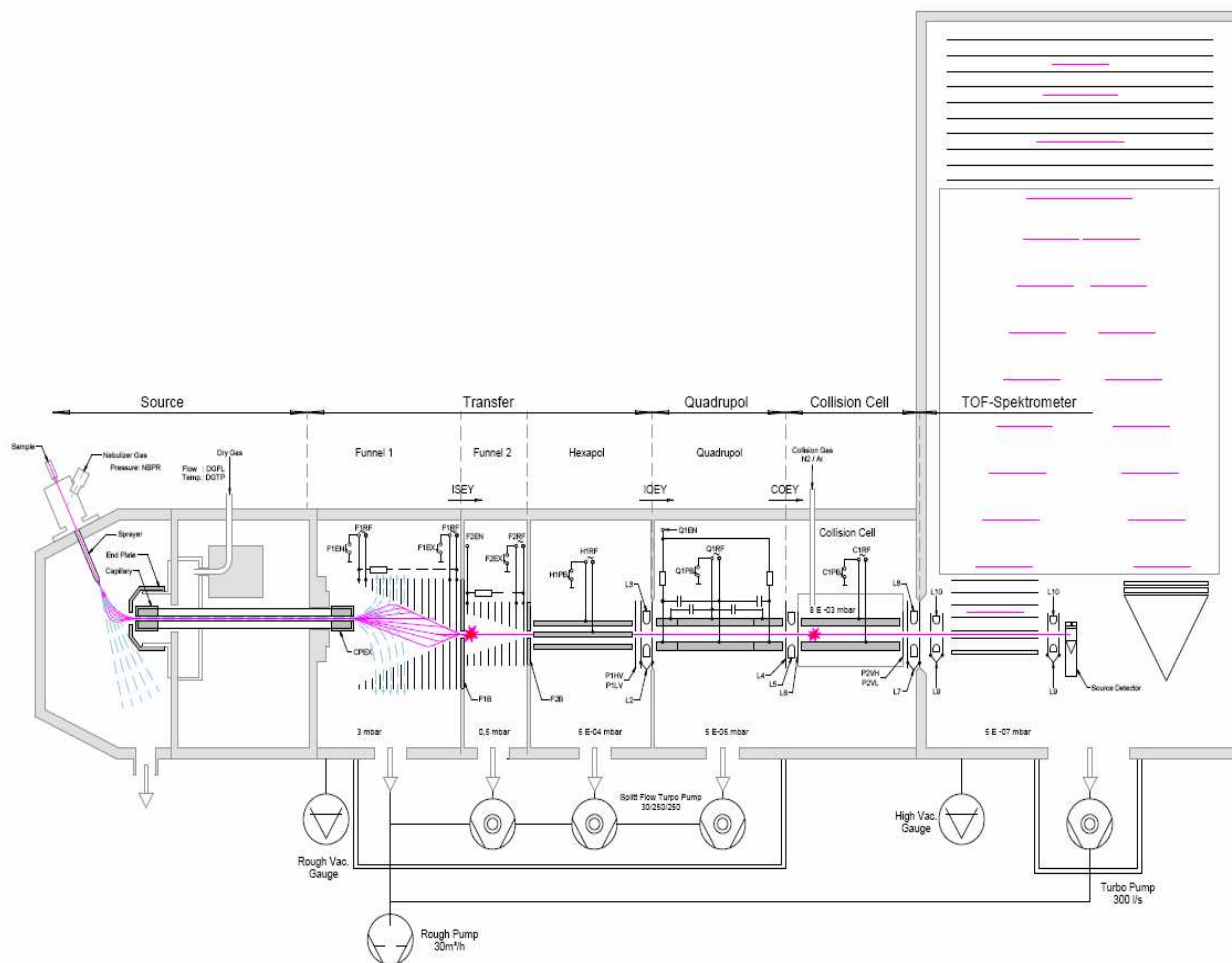 Source
Transfer
Quadrupol
Collision Cell
TOF-Spektrometer
Sample
Nebulizer Gas
Pressure: NBPR
Dry Gas
Flow : DGFL
Temp.: DGTP
Funnel 1
Funnel 2
Hexapol
Quadrupol
Collision Gas
N2 / Ar
ISEY
IOEY
COEY
Sprayer
End Plate
Capillary
CPEX
F1EN
F1RF
F1EX
F1RF
F2EN
F2EX
F2RF
H1PB
H1RF
L3
Q1EN
Q1PB
Q1RF
Collision Cell
C1PB
C1RF
L8
L10
L10
8 E -03 mbar
F1B
F2B
P1HV
P1LV
L2
L4
L5
L6
P2VH
P2VL
L7
L9
L9
Source Detector
3 mbar
0,5 mbar
5 E-04 mbar
5 E-05 mbar
5 E -07 mbar
Splitt Flow Turpo Pump
30/250/250
Rough Vac.
Gauge
High Vac.
Gauge
Turbo Pump
300 l/s
Rough Pump
30m³/h